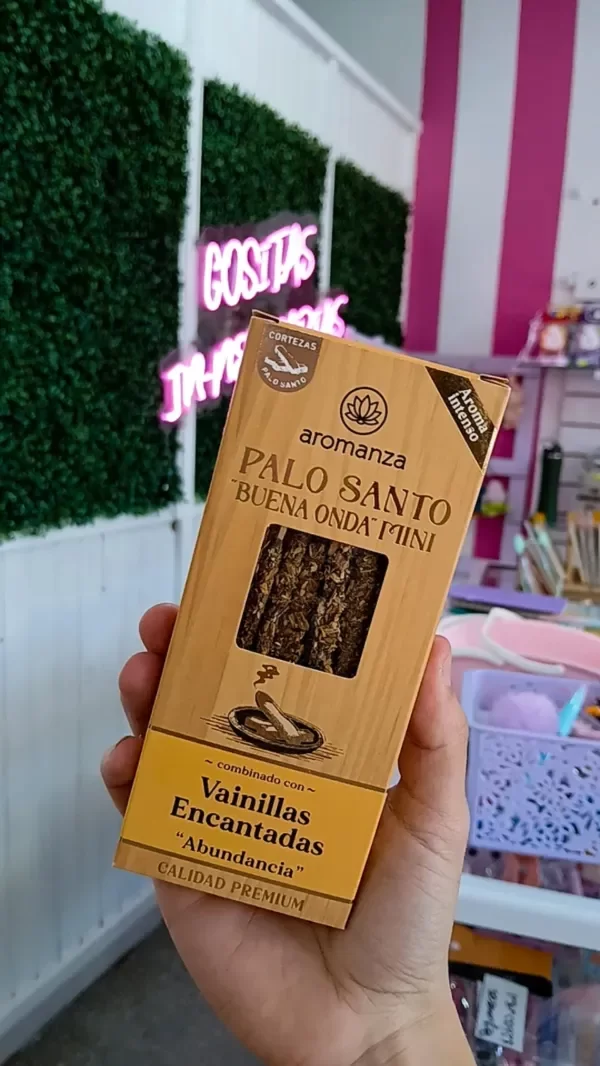 COSITAS
CORTEZAS
PALO SANTO
Aroma
intenso
aromanza
PALO SANTO
"BUENA ONDA" MINI
~ combinado con ~
Vainillas
Encantadas
"Abundancia"
CALIDAD PREMIUM